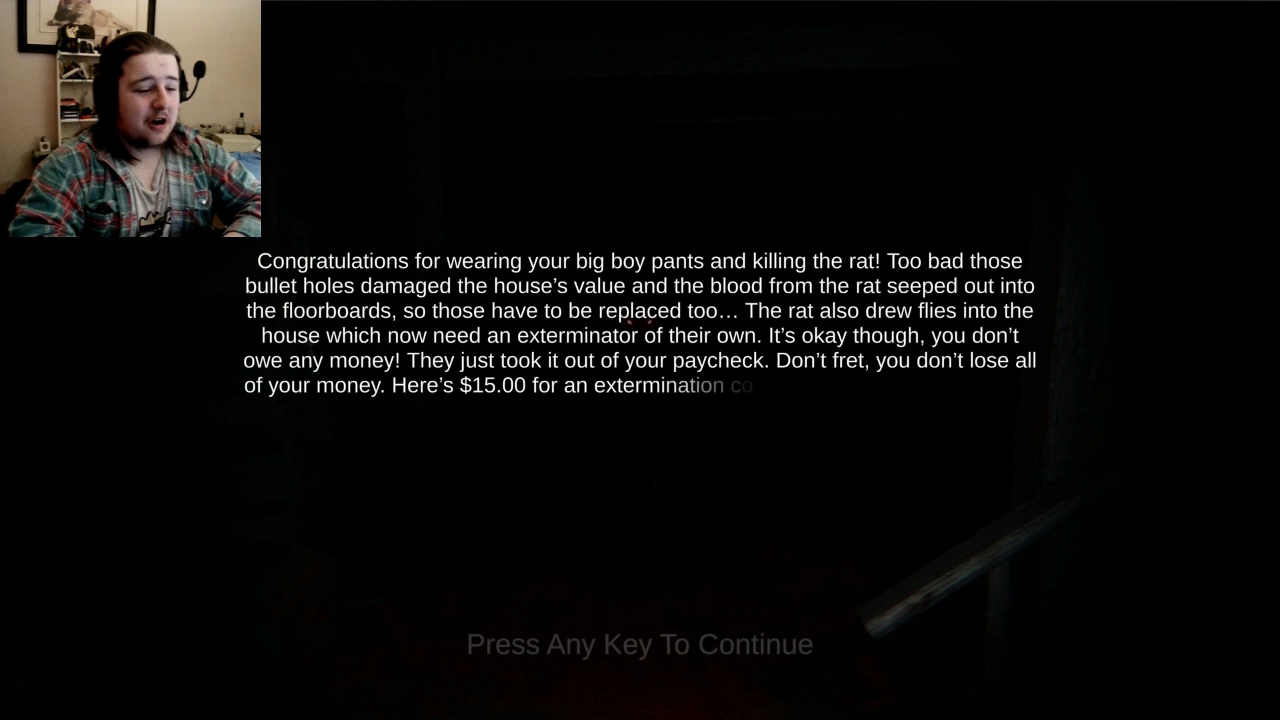 Congratulations for wearing your big boy pants and killing the rat! Too bad those
bullet holes damaged the house’s value and the blood from the rat seeped out into
the floorboards, so those have to be replaced too… The rat also drew flies into the
house which now need an exterminator of their own. It’s okay though, you don’t
owe any money! They just took it out of your paycheck. Don’t fret, you don’t lose all
of your money. Here’s $15.00 for an extermination co
Press Any Key To Continue